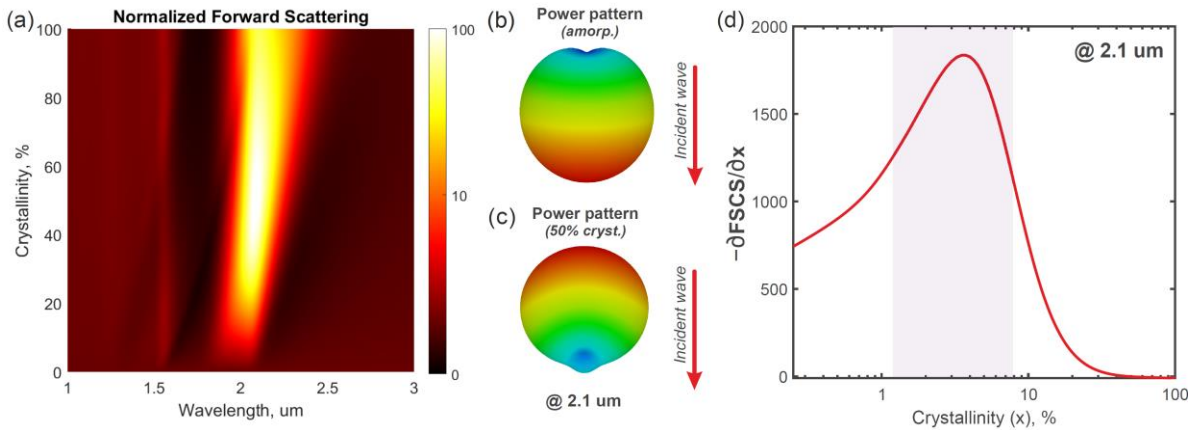 (a)
Normalized Forward Scattering
100
80
60
40
20
0
Crystallinity, %
1
1.5
2
2.5
3
Wavelength, um
100
10
0
(b)
Power pattern
(amorp.)
Incident wave
(c)
Power pattern
(50% cryst.)
Incident wave
@ 2.1 um
(d)
@ 2.1 um
2000
1500
1000
500
0
−∂FSCS/∂x
1
10
100
Crystallinity (x), %